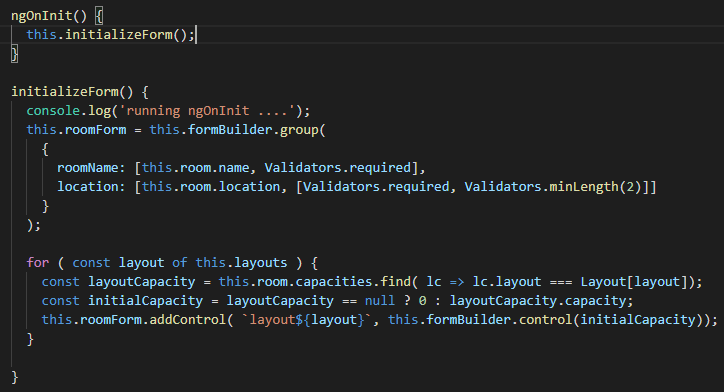 ngOnInit() {
  this.initializeForm();
}

initializeForm() {
  console.log('running ngOnInit ....');
  this.roomForm = this.formBuilder.group(
    {
      roomName: [this.room.name, Validators.required],
      location: [this.room.location, [Validators.required, Validators.minLength(2)]]
    }
  );

  for ( const layout of this.layouts ) {
    const layoutCapacity = this.room.capacities.find( lc => lc.layout === Layout[layout]);
    const initialCapacity = layoutCapacity == null ? 0 : layoutCapacity.capacity;
    this.roomForm.addControl( `layout${layout}`, this.formBuilder.control(initialCapacity));
  }

}